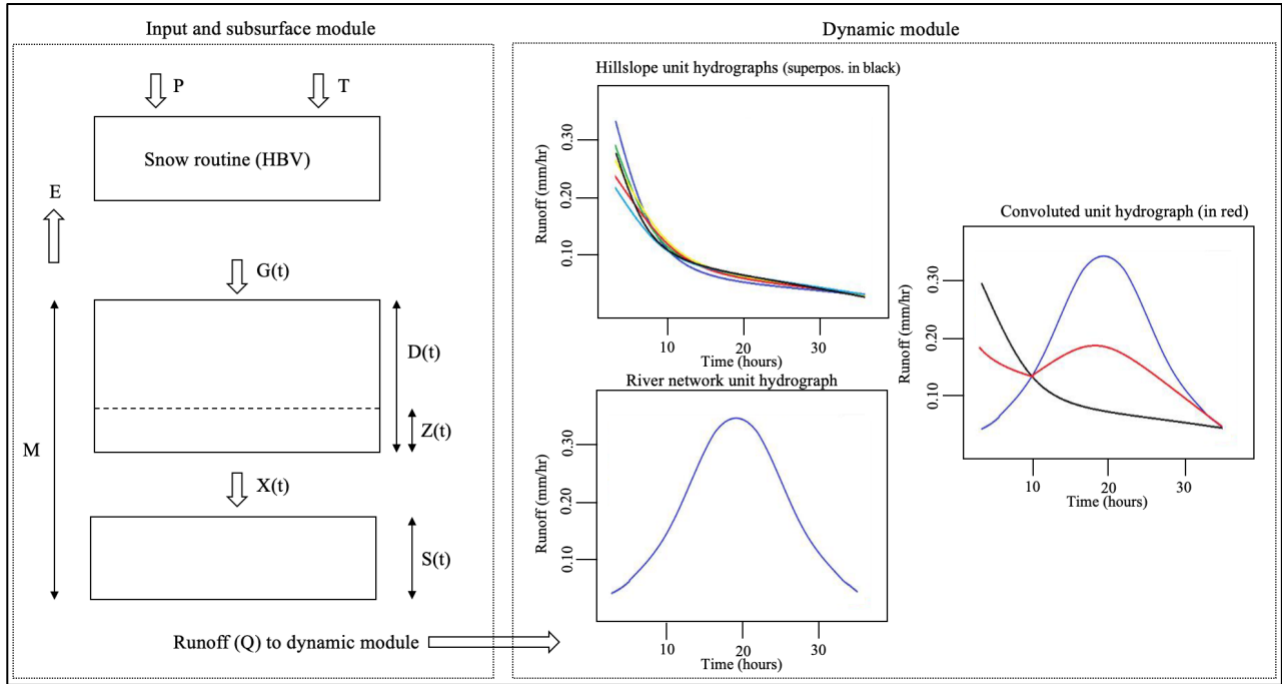 Input and subsurface module
P
T
Snow routine (HBV)
E
G(t)
D(t)
Z(t)
M
X(t)
S(t)
Runoff (Q) to dynamic module
Dynamic module
Hillslope unit hydrographs (superpos. in black)
Runoff (mm/hr)
0.30
0.20
0.10
10
20
30
Time (hours)
River network unit hydrograph
Runoff (mm/hr)
0.30
0.20
0.10
10
20
30
Time (hours)
Convoluted unit hydrograph (in red)
Runoff (mm/hr)
0.30
0.20
0.10
10
20
30
Time (hours)